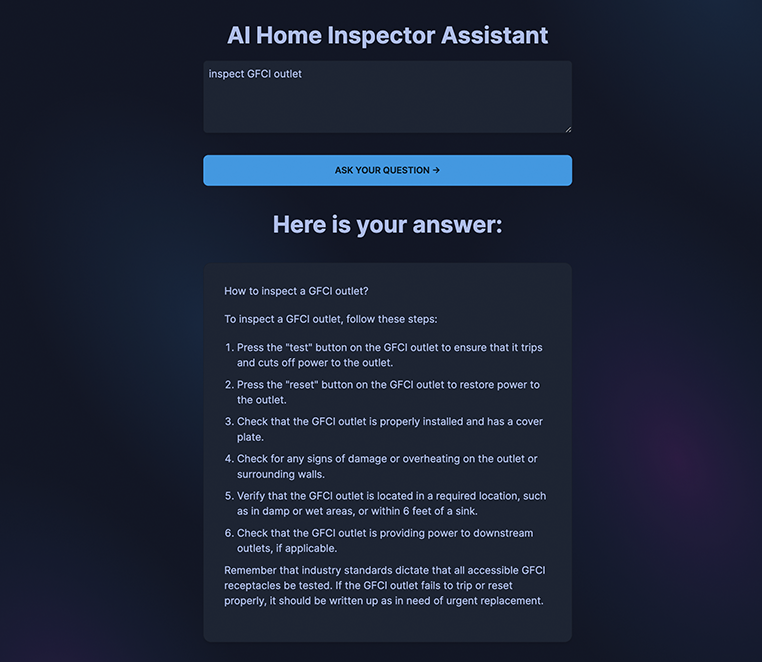 AI Home Inspector Assistant
inspect GFCI outlet
ASK YOUR QUESTION →
Here is your answer:
How to inspect a GFCI outlet?
To inspect a GFCI outlet, follow these steps:
1. Press the "test" button on the GFCI outlet to ensure that it trips
and cuts off power to the outlet.
2. Press the "reset" button on the GFCI outlet to restore power to
the outlet.
3. Check that the GFCI outlet is properly installed and has a cover
plate.
4. Check for any signs of damage or overheating on the outlet or
surrounding walls.
5. Verify that the GFCI outlet is located in a required location, such
as in damp or wet areas, or within 6 feet of a sink.
6. Check that the GFCI outlet is providing power to downstream
outlets, if applicable.
Remember that industry standards dictate that all accessible GFCI
receptacles be tested. If the GFCI outlet fails to trip or reset
properly, it should be written up as in need of urgent replacement.